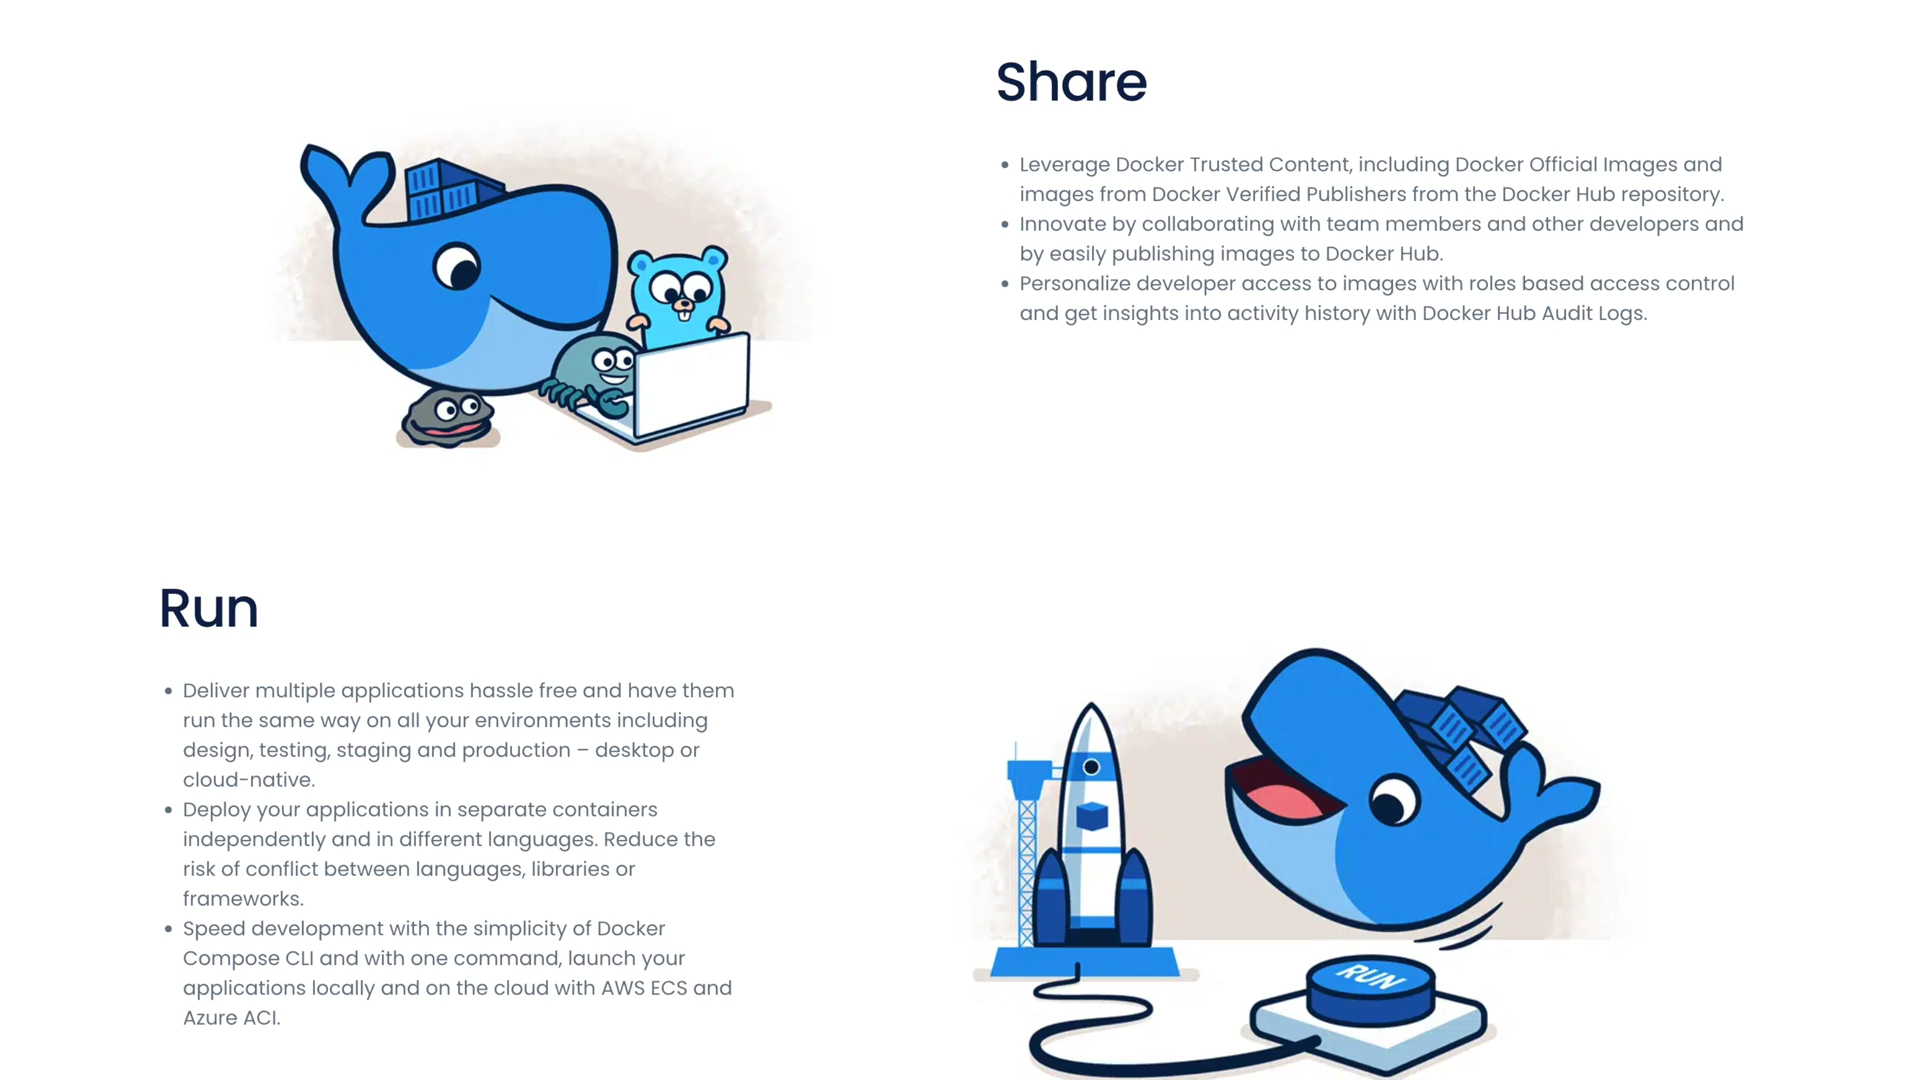 Share
Leverage Docker Trusted Content, including Docker Official Images and
images from Docker Verified Publishers from the Docker Hub repository.
Innovate by collaborating with team members and other developers and
by easily publishing images to Docker Hub.
Personalize developer access to images with roles based access control
and get insights into activity history with Docker Hub Audit Logs.
Run
Deliver multiple applications hassle free and have them
run the same way on all your environments including
design, testing, staging and production – desktop or
cloud-native.
Deploy your applications in separate containers
independently and in different languages. Reduce the
risk of conflict between languages, libraries or
frameworks.
Speed development with the simplicity of Docker
Compose CLI and with one command, launch your
applications locally and on the cloud with AWS ECS and
Azure ACI.
RUN